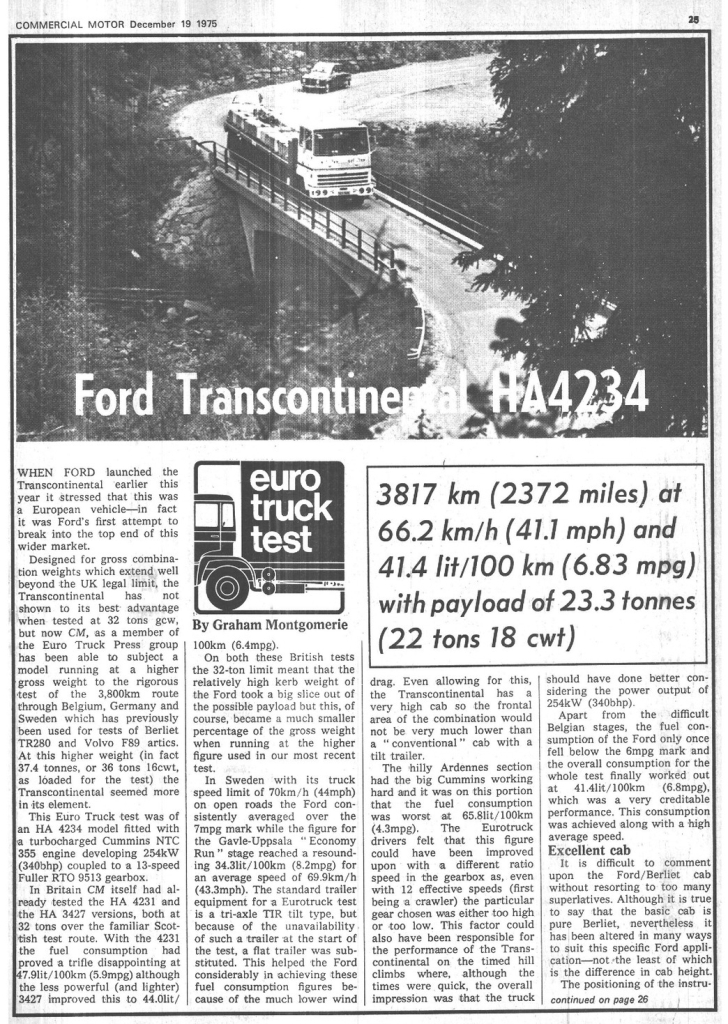 COMMERCIAL MOTOR December 19 1975
25
Ford Transcontinental HA4234
WHEN FORD launched the
Transcontinental earlier this
year it stressed that this was
a European vehicle—in fact
it was Ford's first attempt to
break into the top end of this
wider market.
Designed for gross combina-
tion weights which extend well
beyond the UK legal limit, the
Transcontinental has not
shown to its best advantage
when tested at 32 tons gcw,
but now CM, as a member of
the Euro Truck Press group
has been able to subject a
model running at a higher
gross weight to the rigorous
test of the 3,800km route
through Belgium, Germany and
Sweden which has previously
been used for tests of Berliet
TR280 and Volvo F89 artics.
At this higher weight (in fact
37.4 tonnes, or 36 tons 16cwt,
as loaded for the test) the
Transcontinental seemed more
in its element.
This Euro Truck test was of
an HA 4234 model fitted with
a turbocharged Cummins NTC
355 engine developing 254kW
(340bhp) coupled to a 13-speed
Fuller RTO 9513 gearbox.
In Britain CM itself had al-
ready tested the HA 4231 and
the HA 3427 versions, both at
32 tons over the familiar Scot-
tish test route. With the 4231
the fuel consumption had
proved a trifle disappointing at
47.9lit/100km (5.9mpg) although
the less powerful (and lighter)
3427 improved this to 44.0lit/
euro
truck
test
By Graham Montgomerie
100km (6.4mpg).
On both these British tests
the 32-ton limit meant that the
relatively high kerb weight of
the Ford took a big slice out of
the possible payload but this, of
course, became a much smaller
percentage of the gross weight
when running at the higher
figure used in our most recent
test.
In Sweden with its truck
speed limit of 70km/h (44mph)
on open roads the Ford con-
sistently averaged over the
7mpg mark while the figure for
the Gavle-Uppsala "Economy
Run" stage reached a resound-
ing 34.3lit/100km (8.2mpg) for
an average speed of 69.9km/h
(43.3mph). The standard trailer
equipment for a Eurotruck test
is a tri-axle TIR tilt type, but
because of the unavailability
of such a trailer at the start of
the test, a flat trailer was sub-
stituted. This helped the Ford
considerably in achieving these
fuel consumption figures be-
cause of the much lower wind
3817 km (2372 miles) at
66.2 km/h (41.1 mph) and
41.4 lit/100 km (6.83 mpg)
with payload of 23.3 tonnes
(22 tons 18 cwt)
drag. Even allowing for this,
the Transcontinental has a
very high cab so the frontal
area of the combination would
not be very much lower than
a "conventional" cab with a
tilt trailer.
The hilly Ardennes section
had the big Cummins working
hard and it was on this portion
that the fuel consumption
was worst at 65.8lit/100km
(4.3mpg). The Eurotruck
drivers felt that this figure
could have been improved
upon with a different ratio
speed in the gearbox as, even
with 12 effective speeds (first
being a crawler) the particular
gear chosen was either too high
or too low. This factor could
also have been responsible for
the performance of the Trans-
continental on the timed hill
climbs where, although the
times were quick, the overall
impression was that the truck
should have done better con-
sidering the power output of
254kW (340bhp).
Apart from the difficult
Belgian stages, the fuel con-
sumption of the Ford only once
fell below the 6mpg mark and
the overall consumption for the
whole test finally worked out
at 41.4lit/100km (6.8mpg),
which was a very creditable
performance. This consumption
was achieved along with a high
average speed.
Excellent cab
It is difficult to comment
upon the Ford/Berliet cab
without resorting to too many
superlatives. Although it is true
to say that the basic cab is
pure Berliet, nevertheless it
has been altered in many ways
to suit this specific Ford appli-
cation—not the least of which
is the difference in cab height.
The positioning of the instru-
continued on page 26